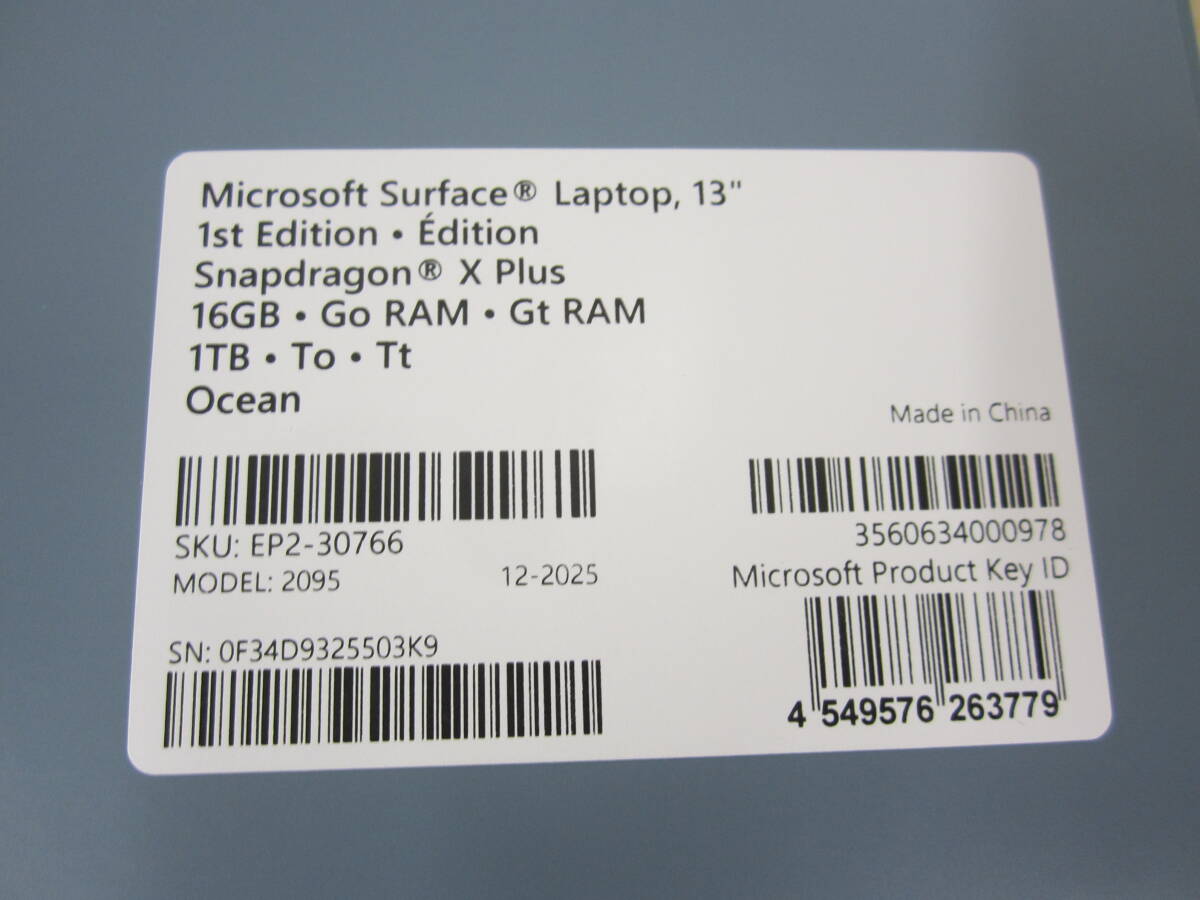 Microsoft Surface® Laptop, 13"
1st Edition • Édition
Snapdragon® X Plus
16GB • Go RAM • Gt RAM
1TB • To • Tt
Ocean
Made in China
SKU: EP2-30766
MODEL: 2095 12-2025
SN: 0F34D9325503K9
3560634000978
Microsoft Product Key ID
4 549576 263779